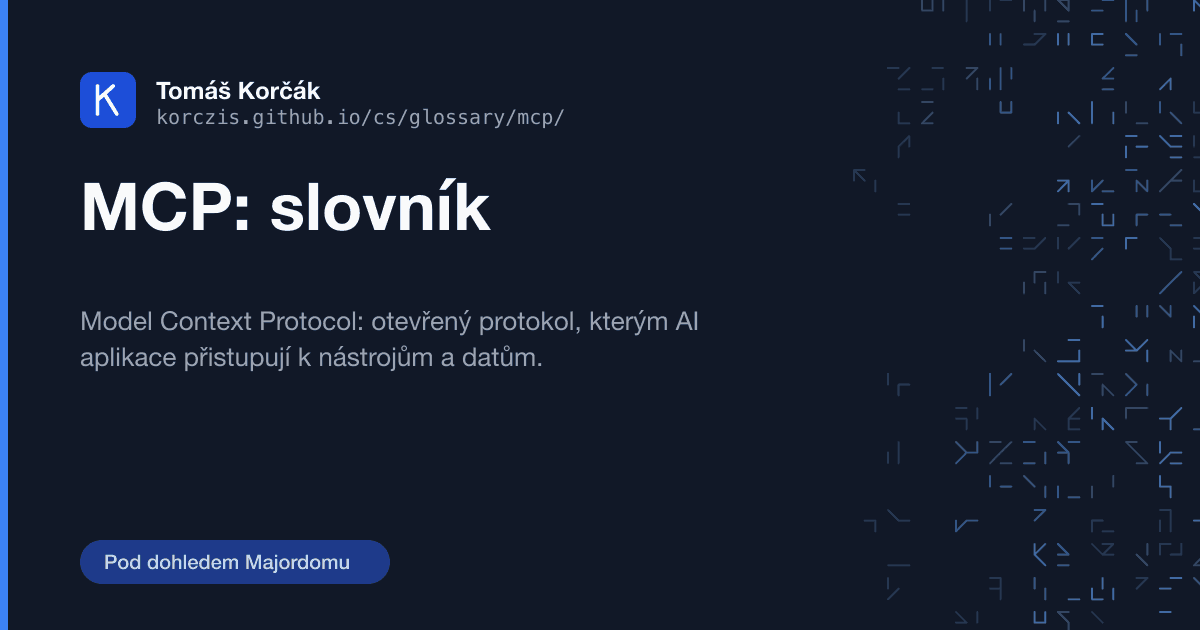 K
Tomáš Korčák
korczis.github.io/cs/glossary/mcp/
MCP: slovník
Model Context Protocol: otevřený protokol, kterým AI
aplikace přistupují k nástrojům a datům.
Pod dohledem Majordomu